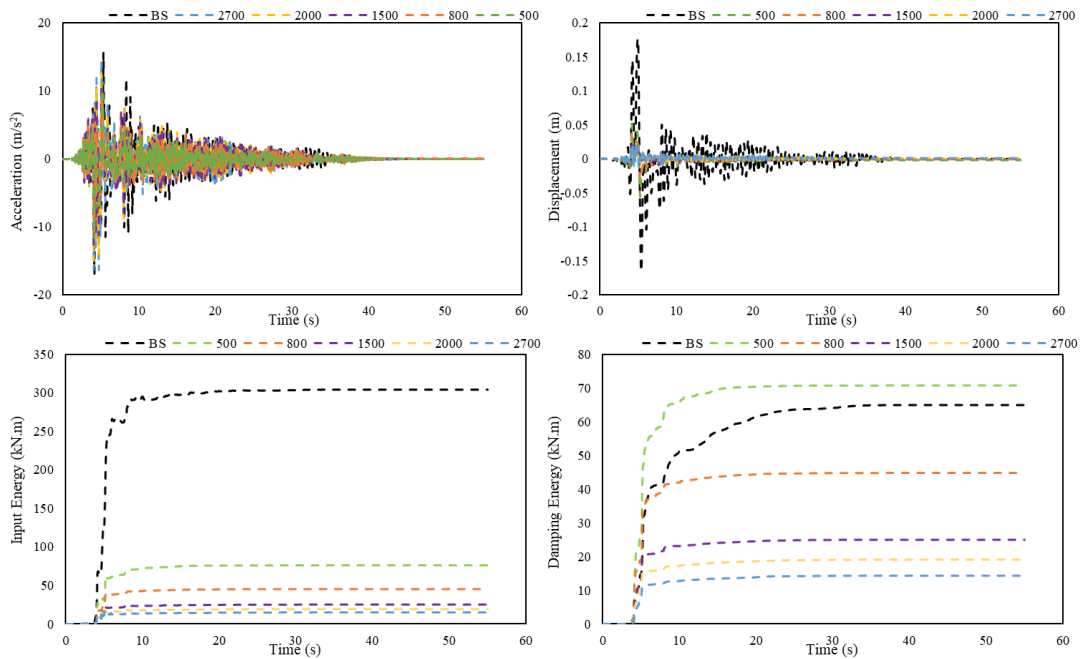 BS 2700 2000 1500 800 500
20
10
0
-10
-20
Acceleration (m/s²)
0 10 20 30 40 50 60
Time (s)
BS 500 800 1500 2000 2700
0.2
0.15
0.1
0.05
0
-0.05
-0.1
-0.15
-0.2
Displacement (m)
0 10 20 30 40 50 60
Time (s)
BS 500 800 1500 2000 2700
350
300
250
200
150
100
50
0
Input Energy (kN.m)
0 10 20 30 40 50 60
Time (s)
BS 500 800 1500 2000 2700
80
70
60
50
40
30
20
10
0
Damping Energy (kN.m)
0 10 20 30 40 50 60
Time (s)